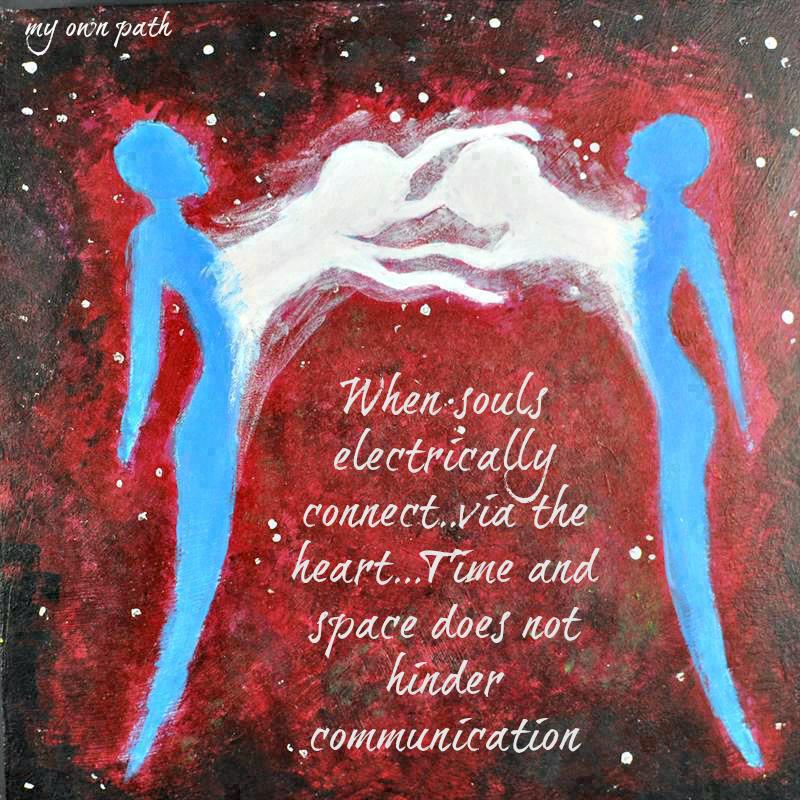 my own path
When souls
electrically
connect..via the
heart...Time and
space does not
hinder
communication